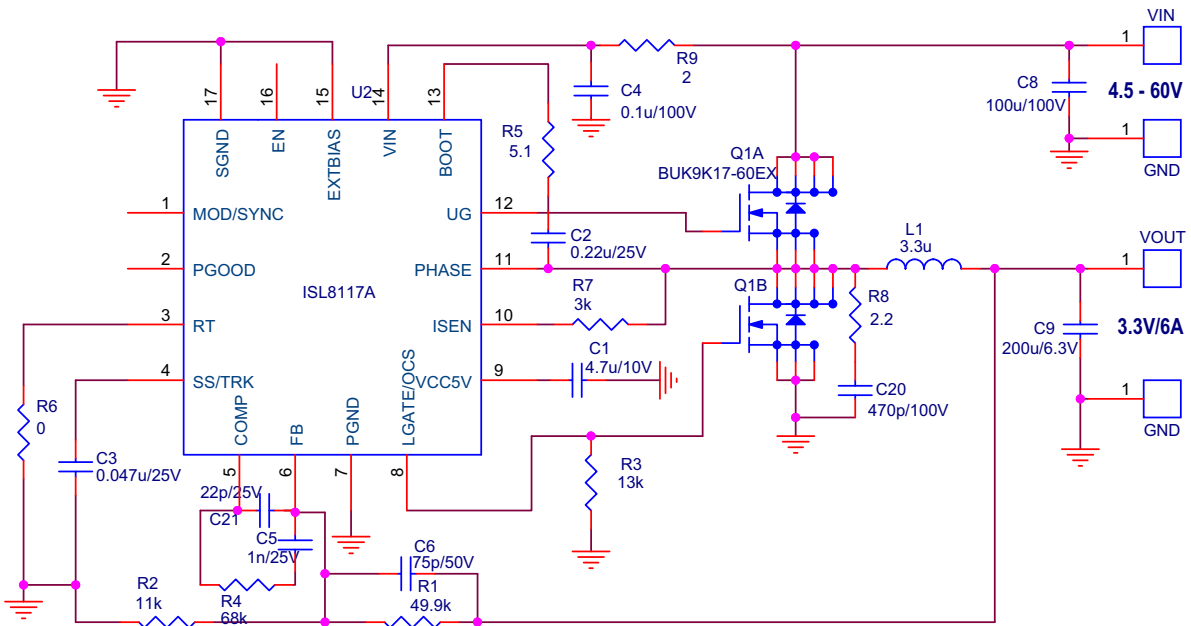 VIN
1
R9
2
C4
0.1u/100V
C8
100u/100V
4.5 - 60V
1
GND
17
16
15
U2
14
13
SGND
EN
EXTBIAS
VIN
BOOT
R5
5.1
Q1A
BUK9K17-60EX
1
MOD/SYNC
UG
12
C2
0.22u/25V
L1
3.3u
VOUT
1
2
PGOOD
PHASE
11
ISL8117A
R7
3k
Q1B
R8
2.2
3
RT
ISEN
10
C9
200u/6.3V
3.3V/6A
C1
4.7u/10V
4
SS/TRK
VCC5V
9
C20
470p/100V
1
GND
R6
0
COMP
FB
PGND
LGATE/OCS
C3
0.047u/25V
5
6
7
8
R3
13k
22p/25V
C21
C5
1n/25V
C6
75p/50V
R2
11k
R4
68k
R1
49.9k